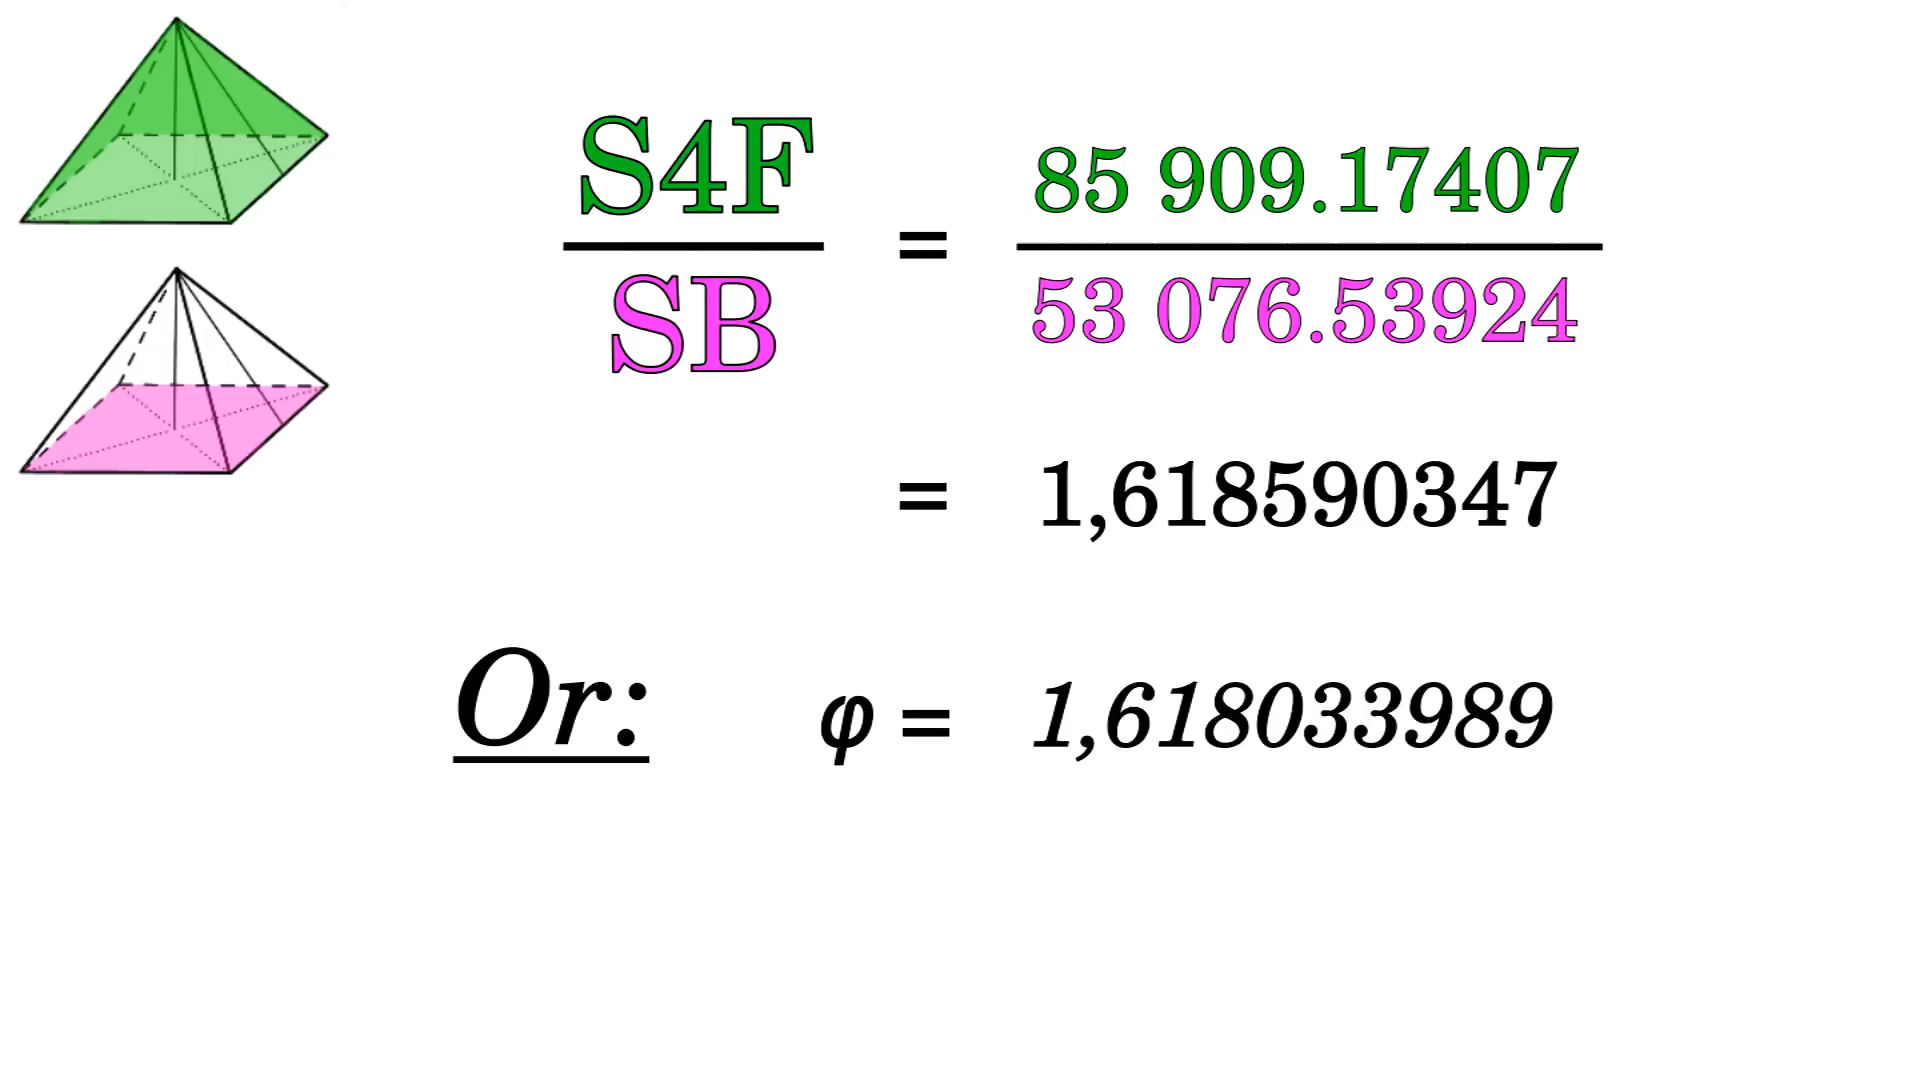 S4F = 85 909.17407
SB 53 076.53924
= 1,618590347
Or: φ = 1,618033989